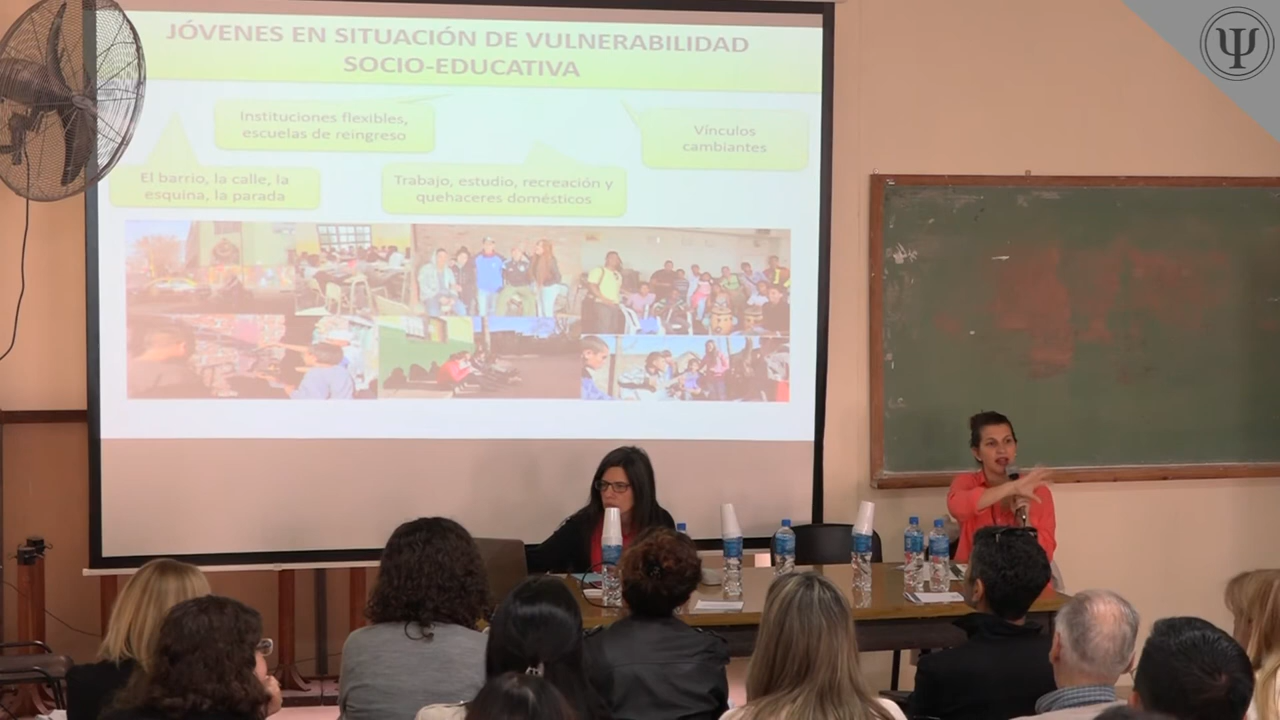 JÓVENES EN SITUACIÓN DE VULNERABILIDAD
SOCIO-EDUCATIVA
Instituciones flexibles,
escuelas de reingreso
Vínculos
cambiantes
El barrio, la calle, la
esquina, la parada
Trabajo, estudio, recreación y
quehaceres domésticos
Ψ